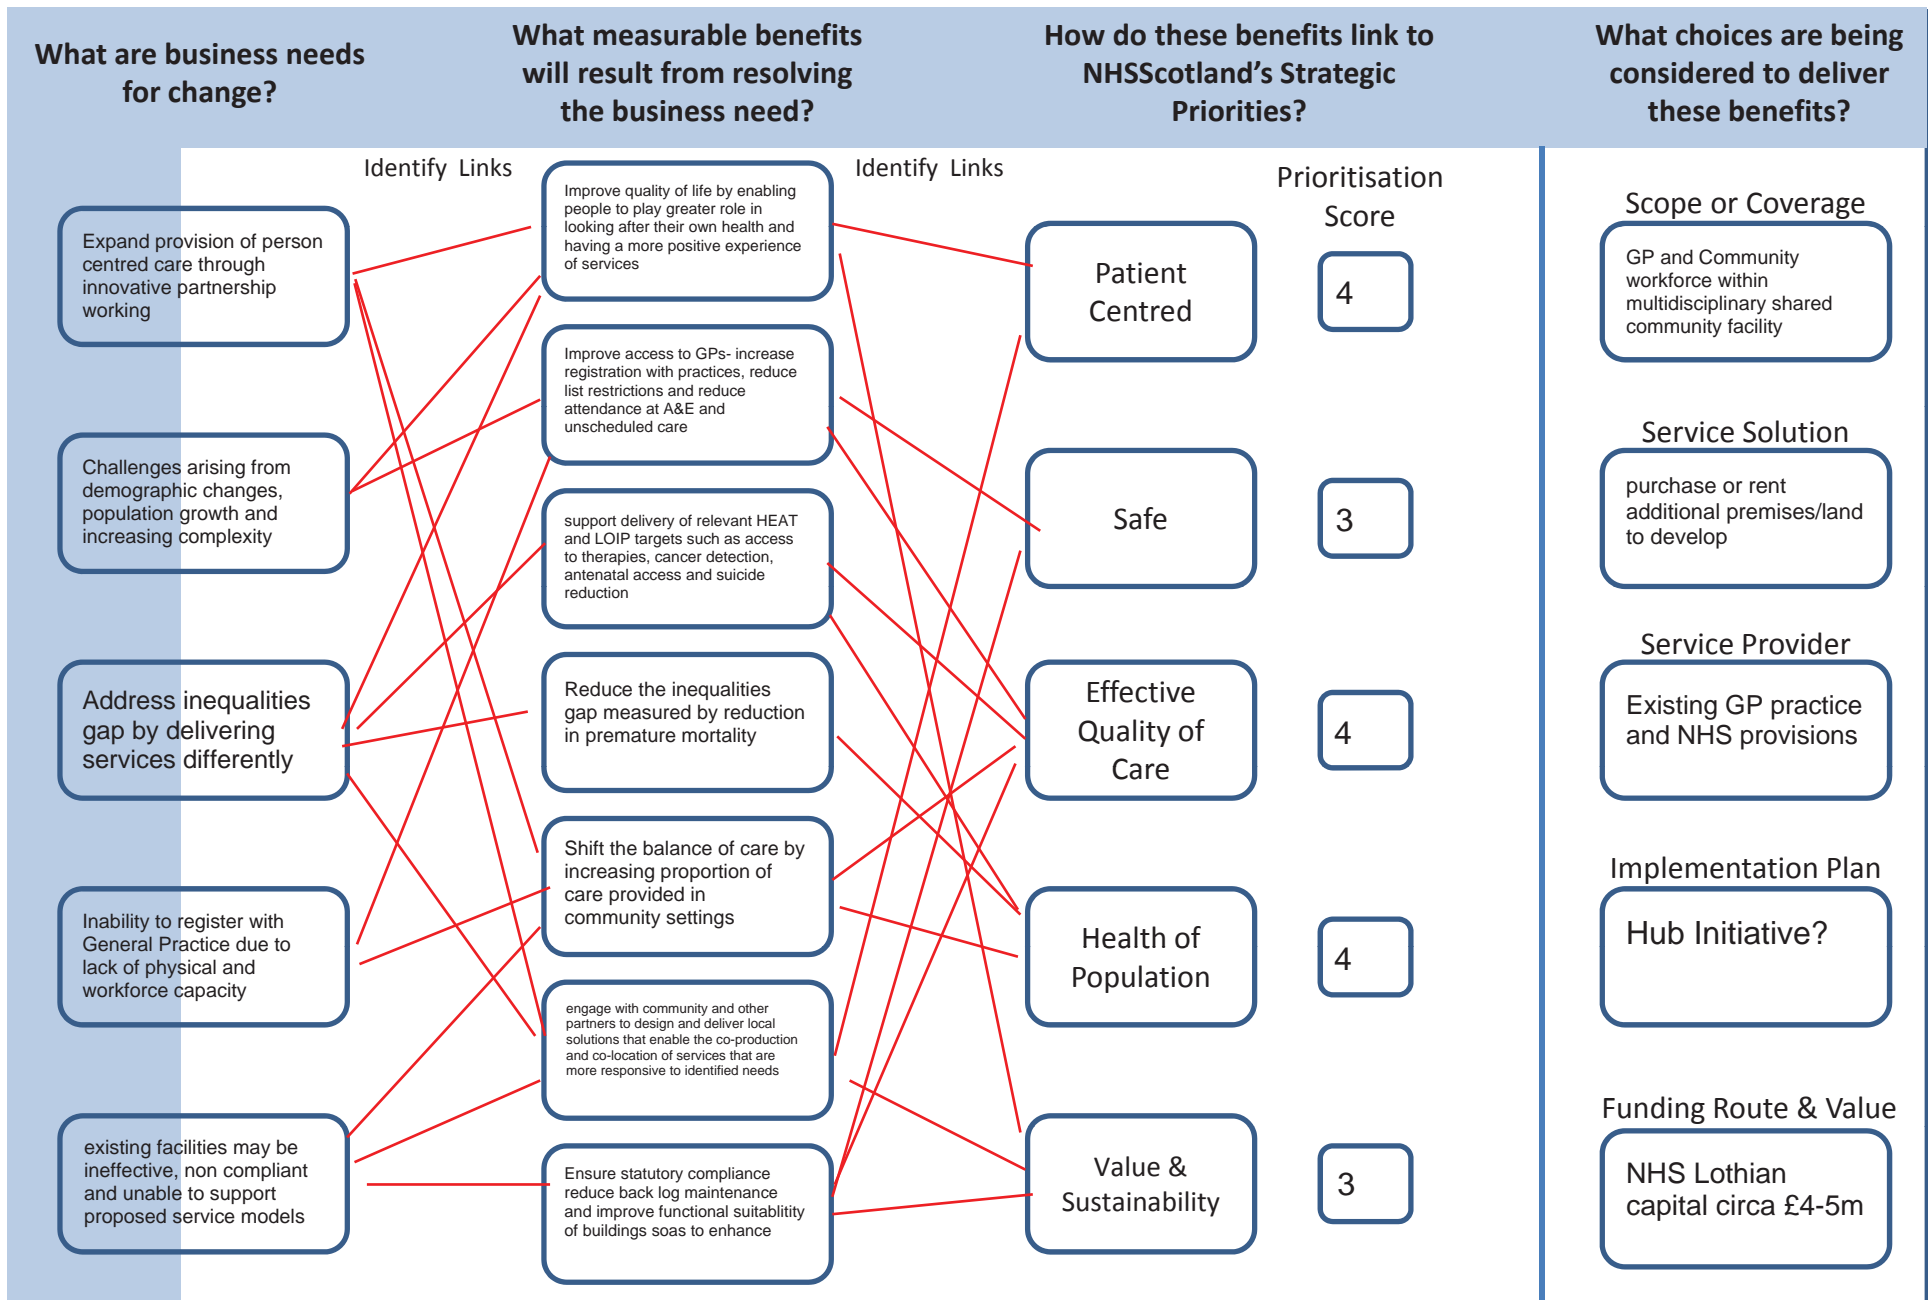 What are business needs
for change?
What measurable benefits
will result from resolving
the business need?
How do these benefits link to
NHSScotland's Strategic
Priorities?
What choices are being
considered to deliver
these benefits?
Identify Links
Identify Links
Prioritisation
Score
Expand provision of person
centred care through
innovative partnership
working
Challenges arising from
demographic changes,
population growth and
increasing complexity
Address inequalities
gap by delivering
services differently
Inability to register with
General Practice due to
lack of physical and
workforce capacity
existing facilities may be
ineffective, non compliant
and unable to support
proposed service models
Improve quality of life by enabling
people to play greater role in
looking after their own health and
having a more positive experience
of services
Improve access to GPs- increase
registration with practices, reduce
list restrictions and reduce
attendance at A&E and
unscheduled care
support delivery of relevant HEAT
and LOIP targets such as access
to therapies, cancer detection,
antenatal access and suicide
reduction
Reduce the inequalities
gap measured by reduction
in premature mortality
Shift the balance of care by
increasing proportion of
care provided in
community settings
engage with community and other
partners to design and deliver local
solutions that enable the co-production
and co-location of services that are
more responsive to identified needs
Ensure statutory compliance
reduce back log maintenance
and improve functional suitablitity
of buildings soas to enhance
Patient
Centred
4
Safe
3
Effective
Quality of
Care
4
Health of
Population
4
Value &
Sustainability
3
Scope or Coverage
GP and Community
workforce within
multidisciplinary shared
community facility
Service Solution
purchase or rent
additional premises/land
to develop
Service Provider
Existing GP practice
and NHS provisions
Implementation Plan
Hub Initiative?
Funding Route & Value
NHS Lothian
capital circa £4-5m